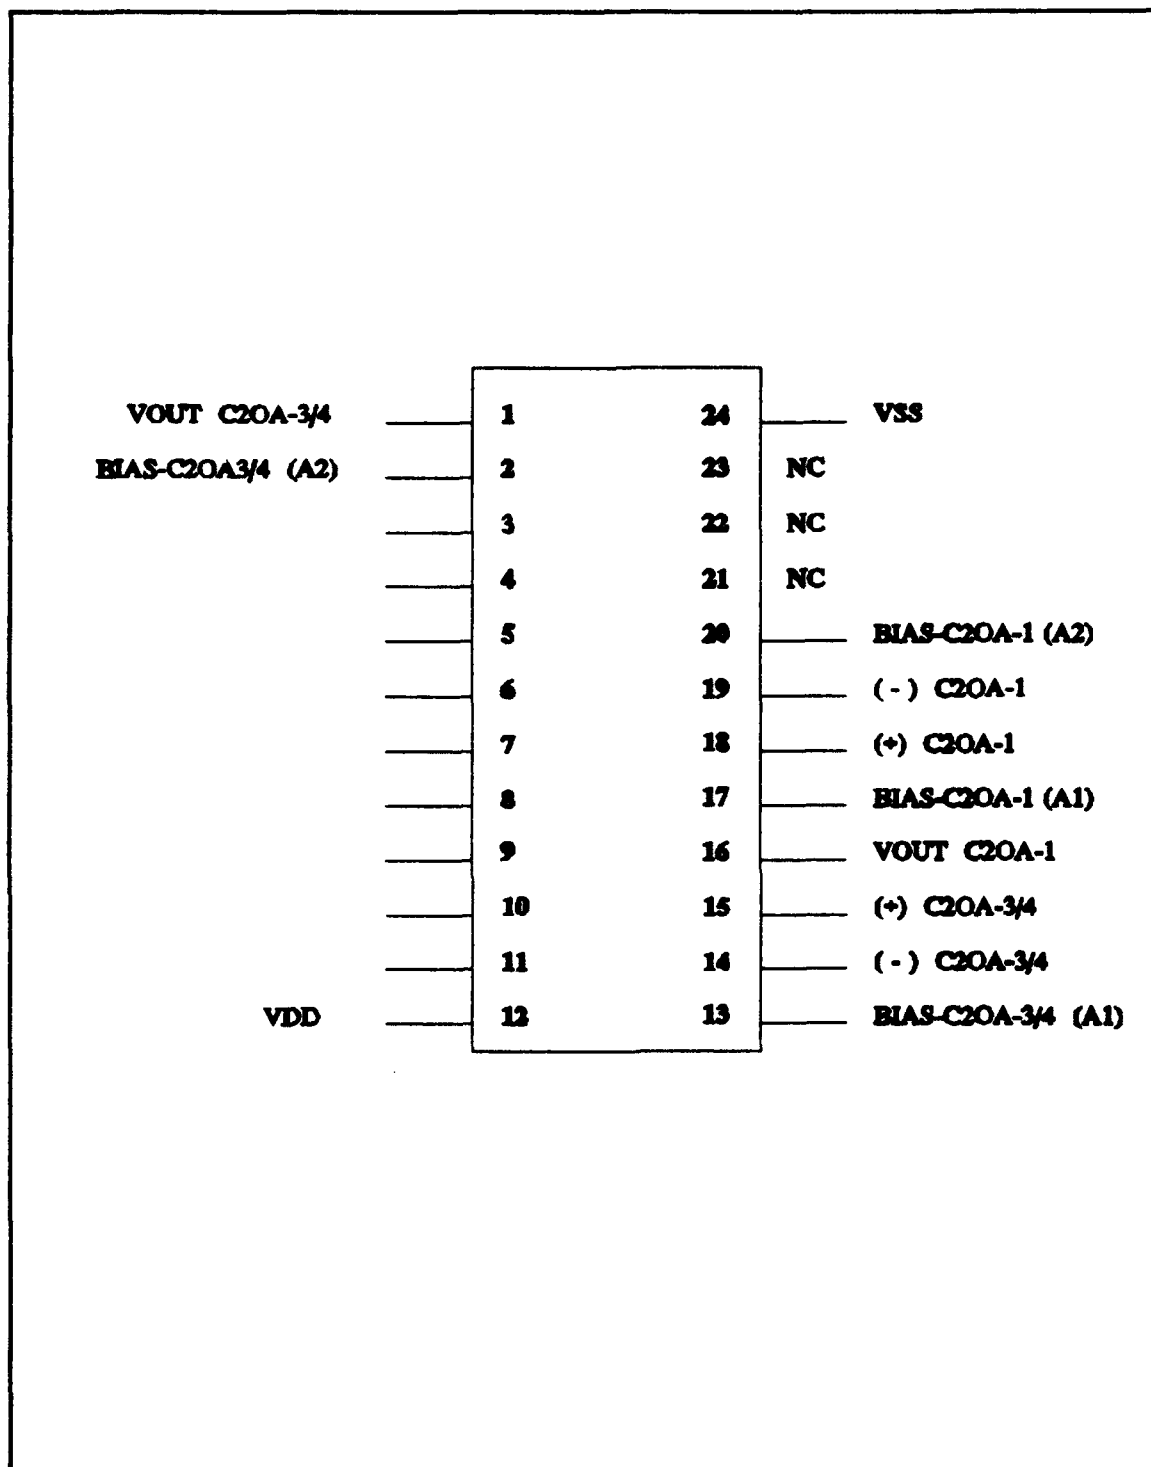 VOUT C2OA-3/4 1 24 VSS
BIAS-C2OA3/4 (A2) 2 23 NC
3 22 NC
4 21 NC
5 20 BIAS-C2OA-1 (A2)
6 19 ( - ) C2OA-1
7 18 (+) C2OA-1
8 17 BIAS-C2OA-1 (A1)
9 16 VOUT C2OA-1
10 15 (+) C2OA-3/4
11 14 ( - ) C2OA-3/4
VDD 12 13 BIAS-C2OA-3/4 (A1)